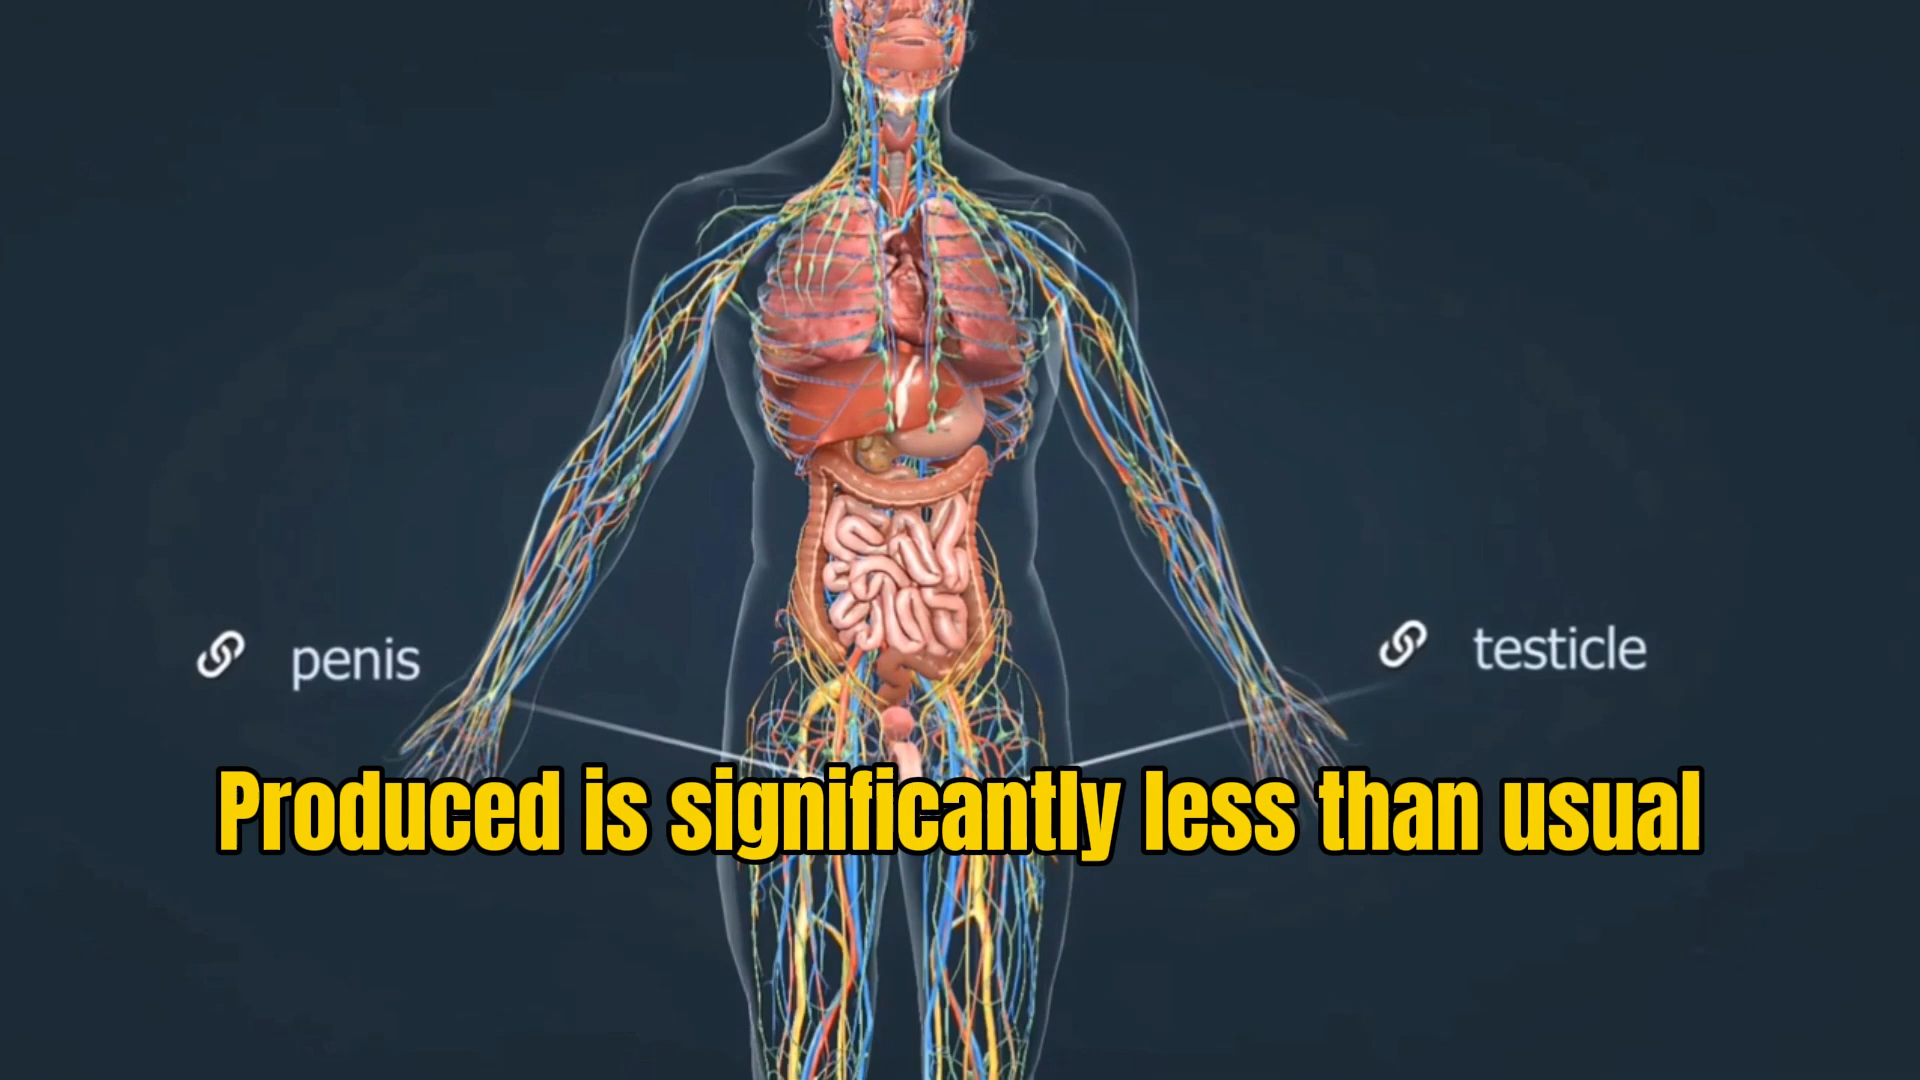 penis
testicle
Produced is significantly less than usual